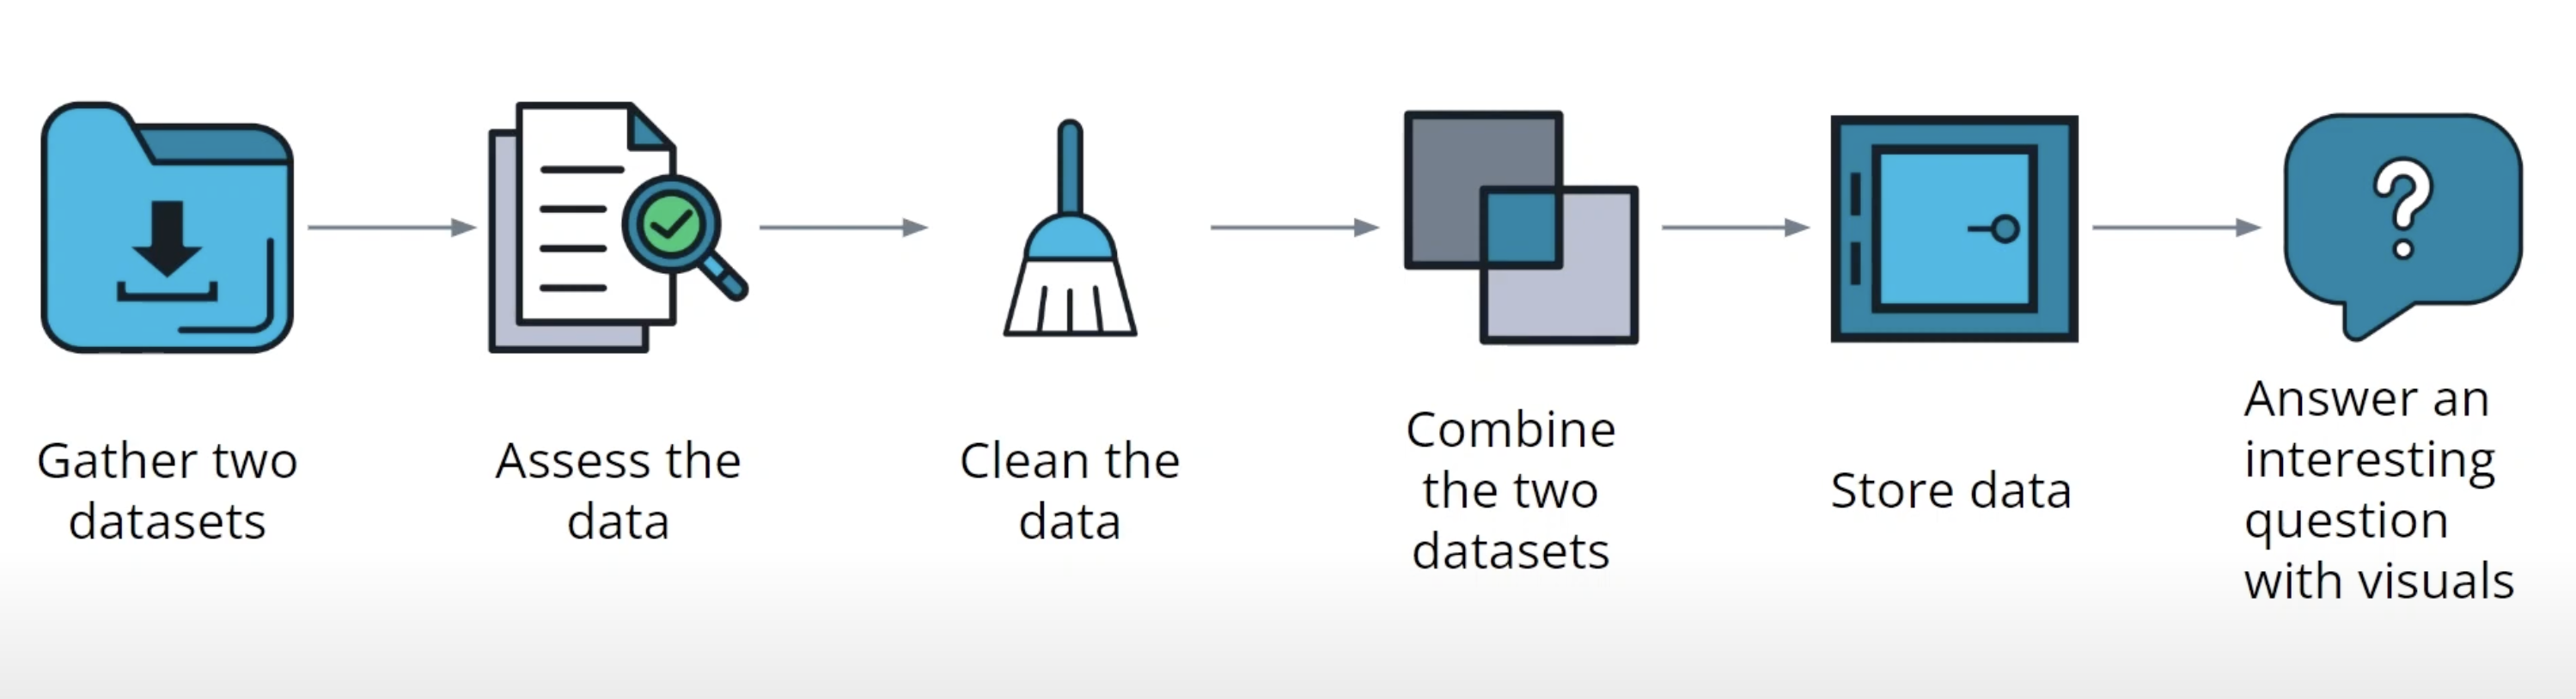 Gather two
datasets
Assess the
data
Clean the
data
Combine
the two
datasets
Store data
Answer an
interesting
question
with visuals